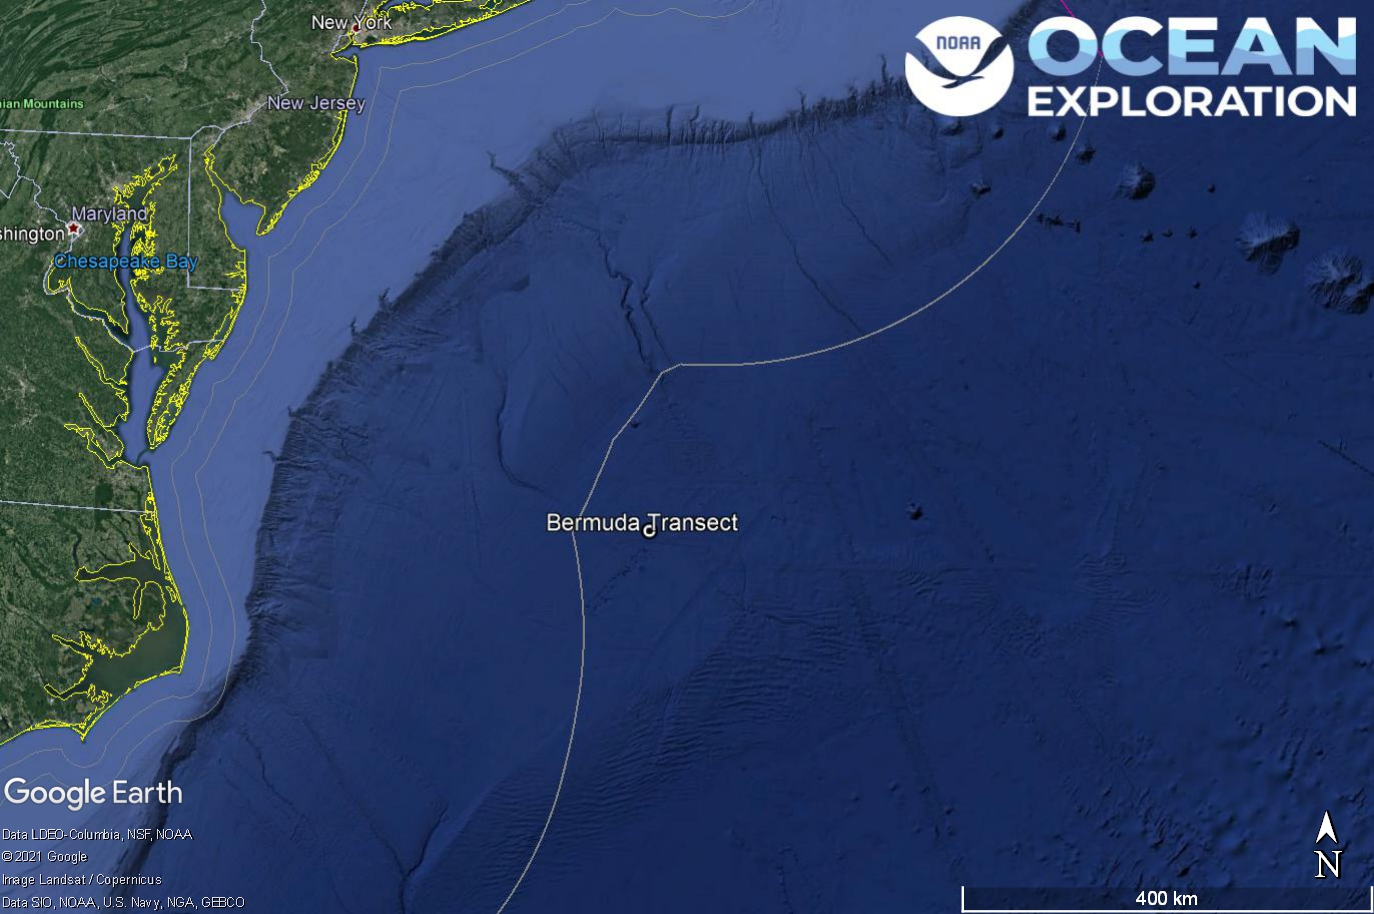 New York
NOAA
OCEAN
EXPLORATION
nian Mountains
New Jersey
Maryland
shington
Chesapeake Bay
Bermuda Transect
Google Earth
Data LDEO-Columbia, NSF, NOAA
© 2021 Google
Image Landsat / Copernicus
Data SIO, NOAA, U.S. Navy, NGA, GEBCO
N
400 km